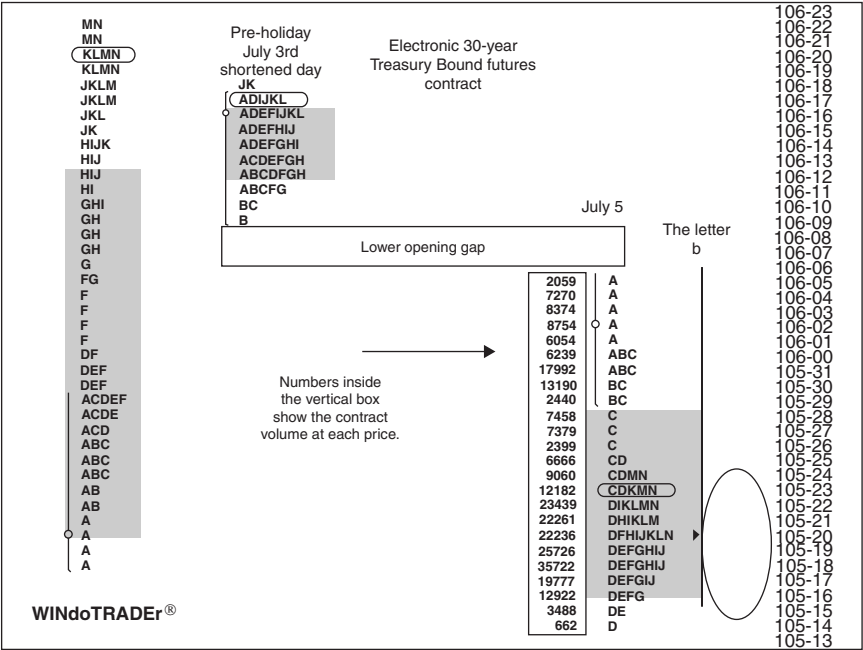 MN
MN
KLMN
KLMN
JKLM
JKLM
JKL
JK
HIJK
HIJ
HIJ
HI
GHI
GH
GH
GH
G
FG
F
F
F
F
DF
DEF
DEF
ACDEF
ACDE
ACD
ABC
ABC
ABC
AB
AB
A
A
A
A
WINdoTRADEr®
Pre-holiday
July 3rd
shortened day
JK
ADIJKL
ADEFIJKL
ADEFHIJ
ADEFGHI
ACDEFGH
ABCDFGH
ABCFG
BC
B
Electronic 30-year
Treasury Bound futures
contract
Lower opening gap
Numbers inside
the vertical box
show the contract
volume at each price.
July 5
2059 A
7270 A
8374 A
8754 A
6054 A
6239 ABC
17992 ABC
13190 BC
2440 BC
7458 C
7379 C
2399 C
6666 CD
9060 CDMN
12182 CDKMN
23439 DIKLMN
22261 DHIKLM
22236 DFHIJKLN
25726 DEFGHIJ
35722 DEFGHIJ
19777 DEFGIJ
12922 DEFG
3488 DE
662 D
The letter
b
106-23
106-22
106-21
106-20
106-19
106-18
106-17
106-16
106-15
106-14
106-13
106-12
106-11
106-10
106-09
106-08
106-07
106-06
106-05
106-04
106-03
106-02
106-01
106-00
105-31
105-30
105-29
105-28
105-27
105-26
105-25
105-24
105-23
105-22
105-21
105-20
105-19
105-18
105-17
105-16
105-15
105-14
105-13